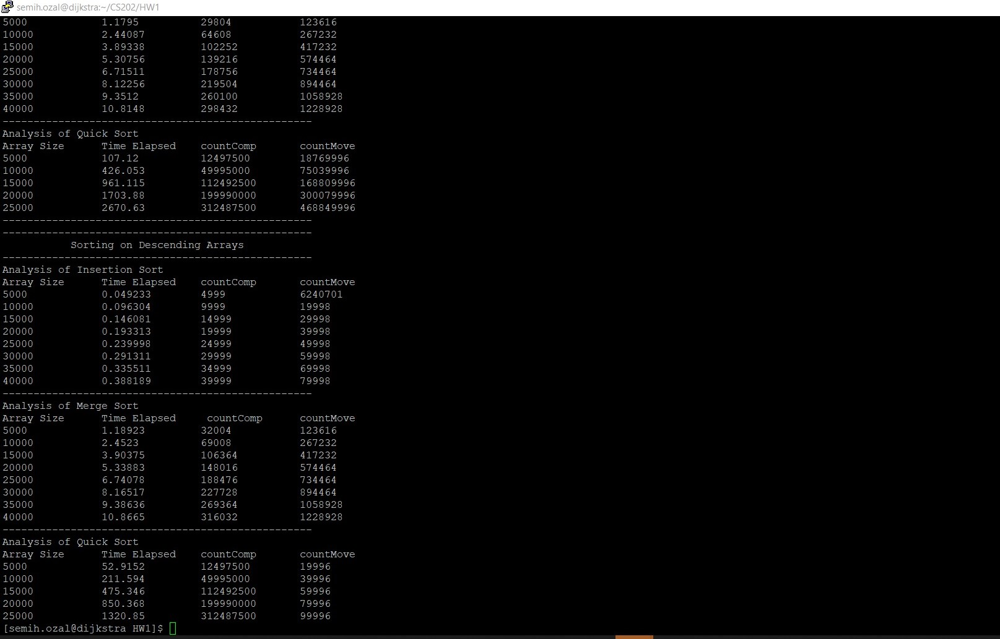 semih.ozal@dijkstra:~/CS202/HW1
5000 1.1795 29804 123616
10000 2.44087 64608 267232
15000 3.89338 102252 417232
20000 5.30756 139216 574464
25000 6.71511 178756 734464
30000 8.12256 219504 894464
35000 9.3512 260100 1058928
40000 10.8148 298432 1228928
--------------------------------------------------
Analysis of Quick Sort
Array Size Time Elapsed countComp countMove
5000 107.12 12497500 18769996
10000 426.053 49995000 75039996
15000 961.115 112492500 168809996
20000 1703.88 199990000 300079996
25000 2670.63 312487500 468849996
--------------------------------------------------
--------------------------------------------------
Sorting on Descending Arrays
--------------------------------------------------
Analysis of Insertion Sort
Array Size Time Elapsed countComp countMove
5000 0.049233 4999 6240701
10000 0.096304 9999 19998
15000 0.146081 14999 29998
20000 0.193313 19999 39998
25000 0.239998 24999 49998
30000 0.291311 29999 59998
35000 0.335511 34999 69998
40000 0.388189 39999 79998
--------------------------------------------------
Analysis of Merge Sort
Array Size Time Elapsed countComp countMove
5000 1.18923 32004 123616
10000 2.4523 69008 267232
15000 3.90375 106364 417232
20000 5.33883 148016 574464
25000 6.74078 188476 734464
30000 8.16517 227728 894464
35000 9.38636 269364 1058928
40000 10.8665 316032 1228928
--------------------------------------------------
Analysis of Quick Sort
Array Size Time Elapsed countComp countMove
5000 52.9152 12497500 19996
10000 211.594 49995000 39996
15000 475.346 112492500 59996
20000 850.368 199990000 79996
25000 1320.85 312487500 99996
[semih.ozal@dijkstra HW1]$